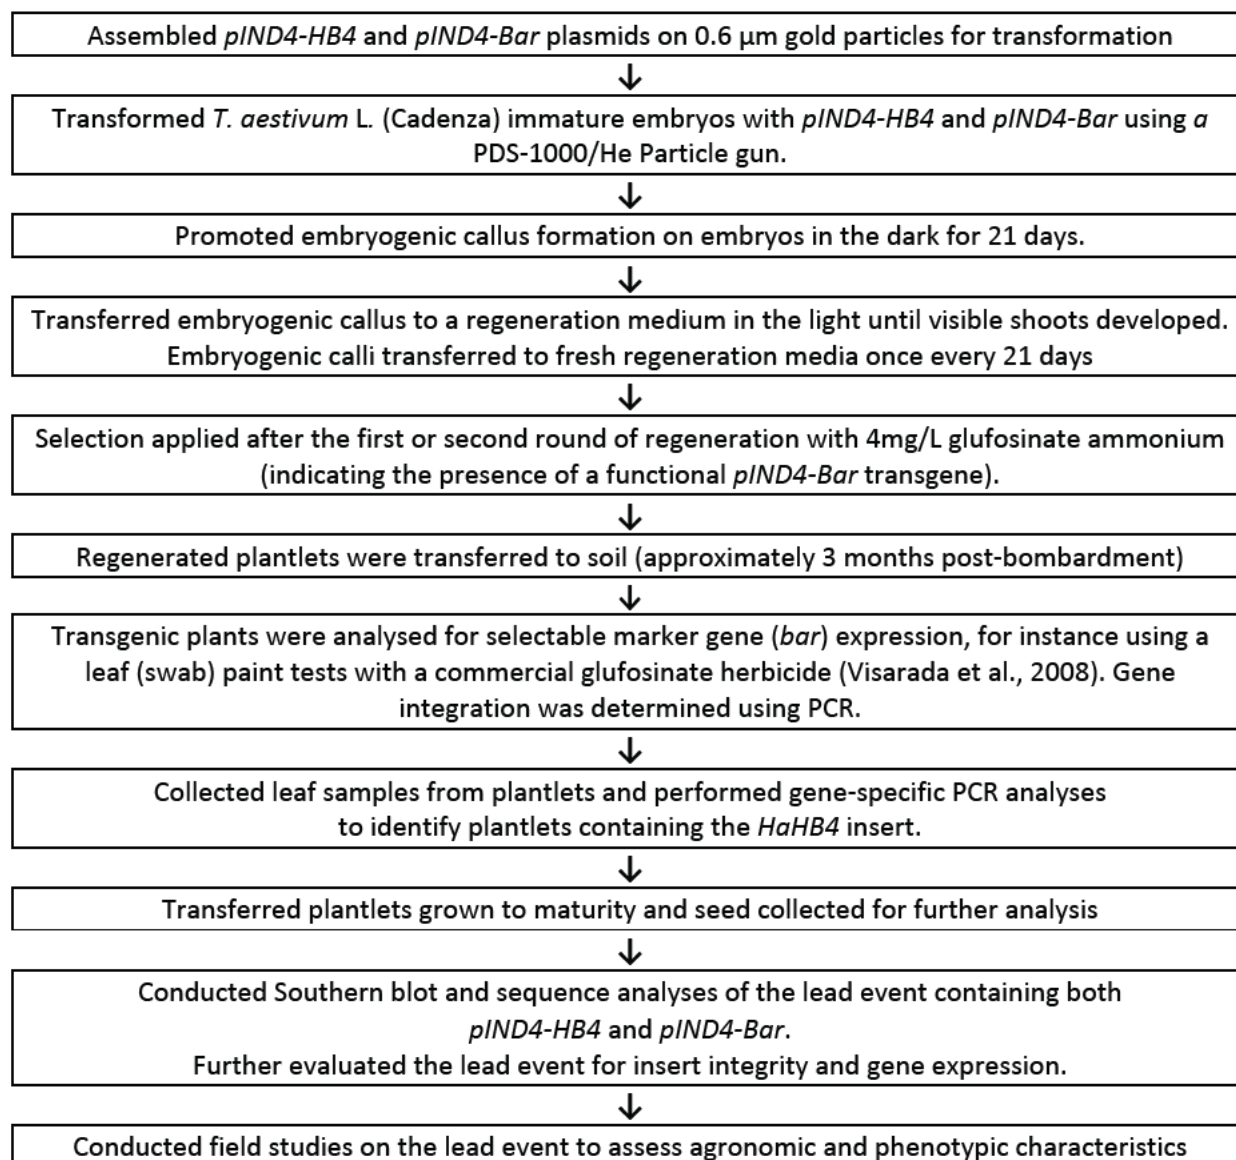 Assembled pIND4-HB4 and pIND4-Bar plasmids on 0.6 µm gold particles for transformation
↓
Transformed T. aestivum L. (Cadenza) immature embryos with pIND4-HB4 and pIND4-Bar using a
PDS-1000/He Particle gun.
↓
Promoted embryogenic callus formation on embryos in the dark for 21 days.
↓
Transferred embryogenic callus to a regeneration medium in the light until visible shoots developed.
Embryogenic calli transferred to fresh regeneration media once every 21 days
↓
Selection applied after the first or second round of regeneration with 4mg/L glufosinate ammonium
(indicating the presence of a functional pIND4-Bar transgene).
↓
Regenerated plantlets were transferred to soil (approximately 3 months post-bombardment)
↓
Transgenic plants were analysed for selectable marker gene (bar) expression, for instance using a
leaf (swab) paint tests with a commercial glufosinate herbicide (Visarada et al., 2008). Gene
integration was determined using PCR.
↓
Collected leaf samples from plantlets and performed gene-specific PCR analyses
to identify plantlets containing the HaHB4 insert.
↓
Transferred plantlets grown to maturity and seed collected for further analysis
↓
Conducted Southern blot and sequence analyses of the lead event containing both
pIND4-HB4 and pIND4-Bar.
Further evaluated the lead event for insert integrity and gene expression.
↓
Conducted field studies on the lead event to assess agronomic and phenotypic characteristics